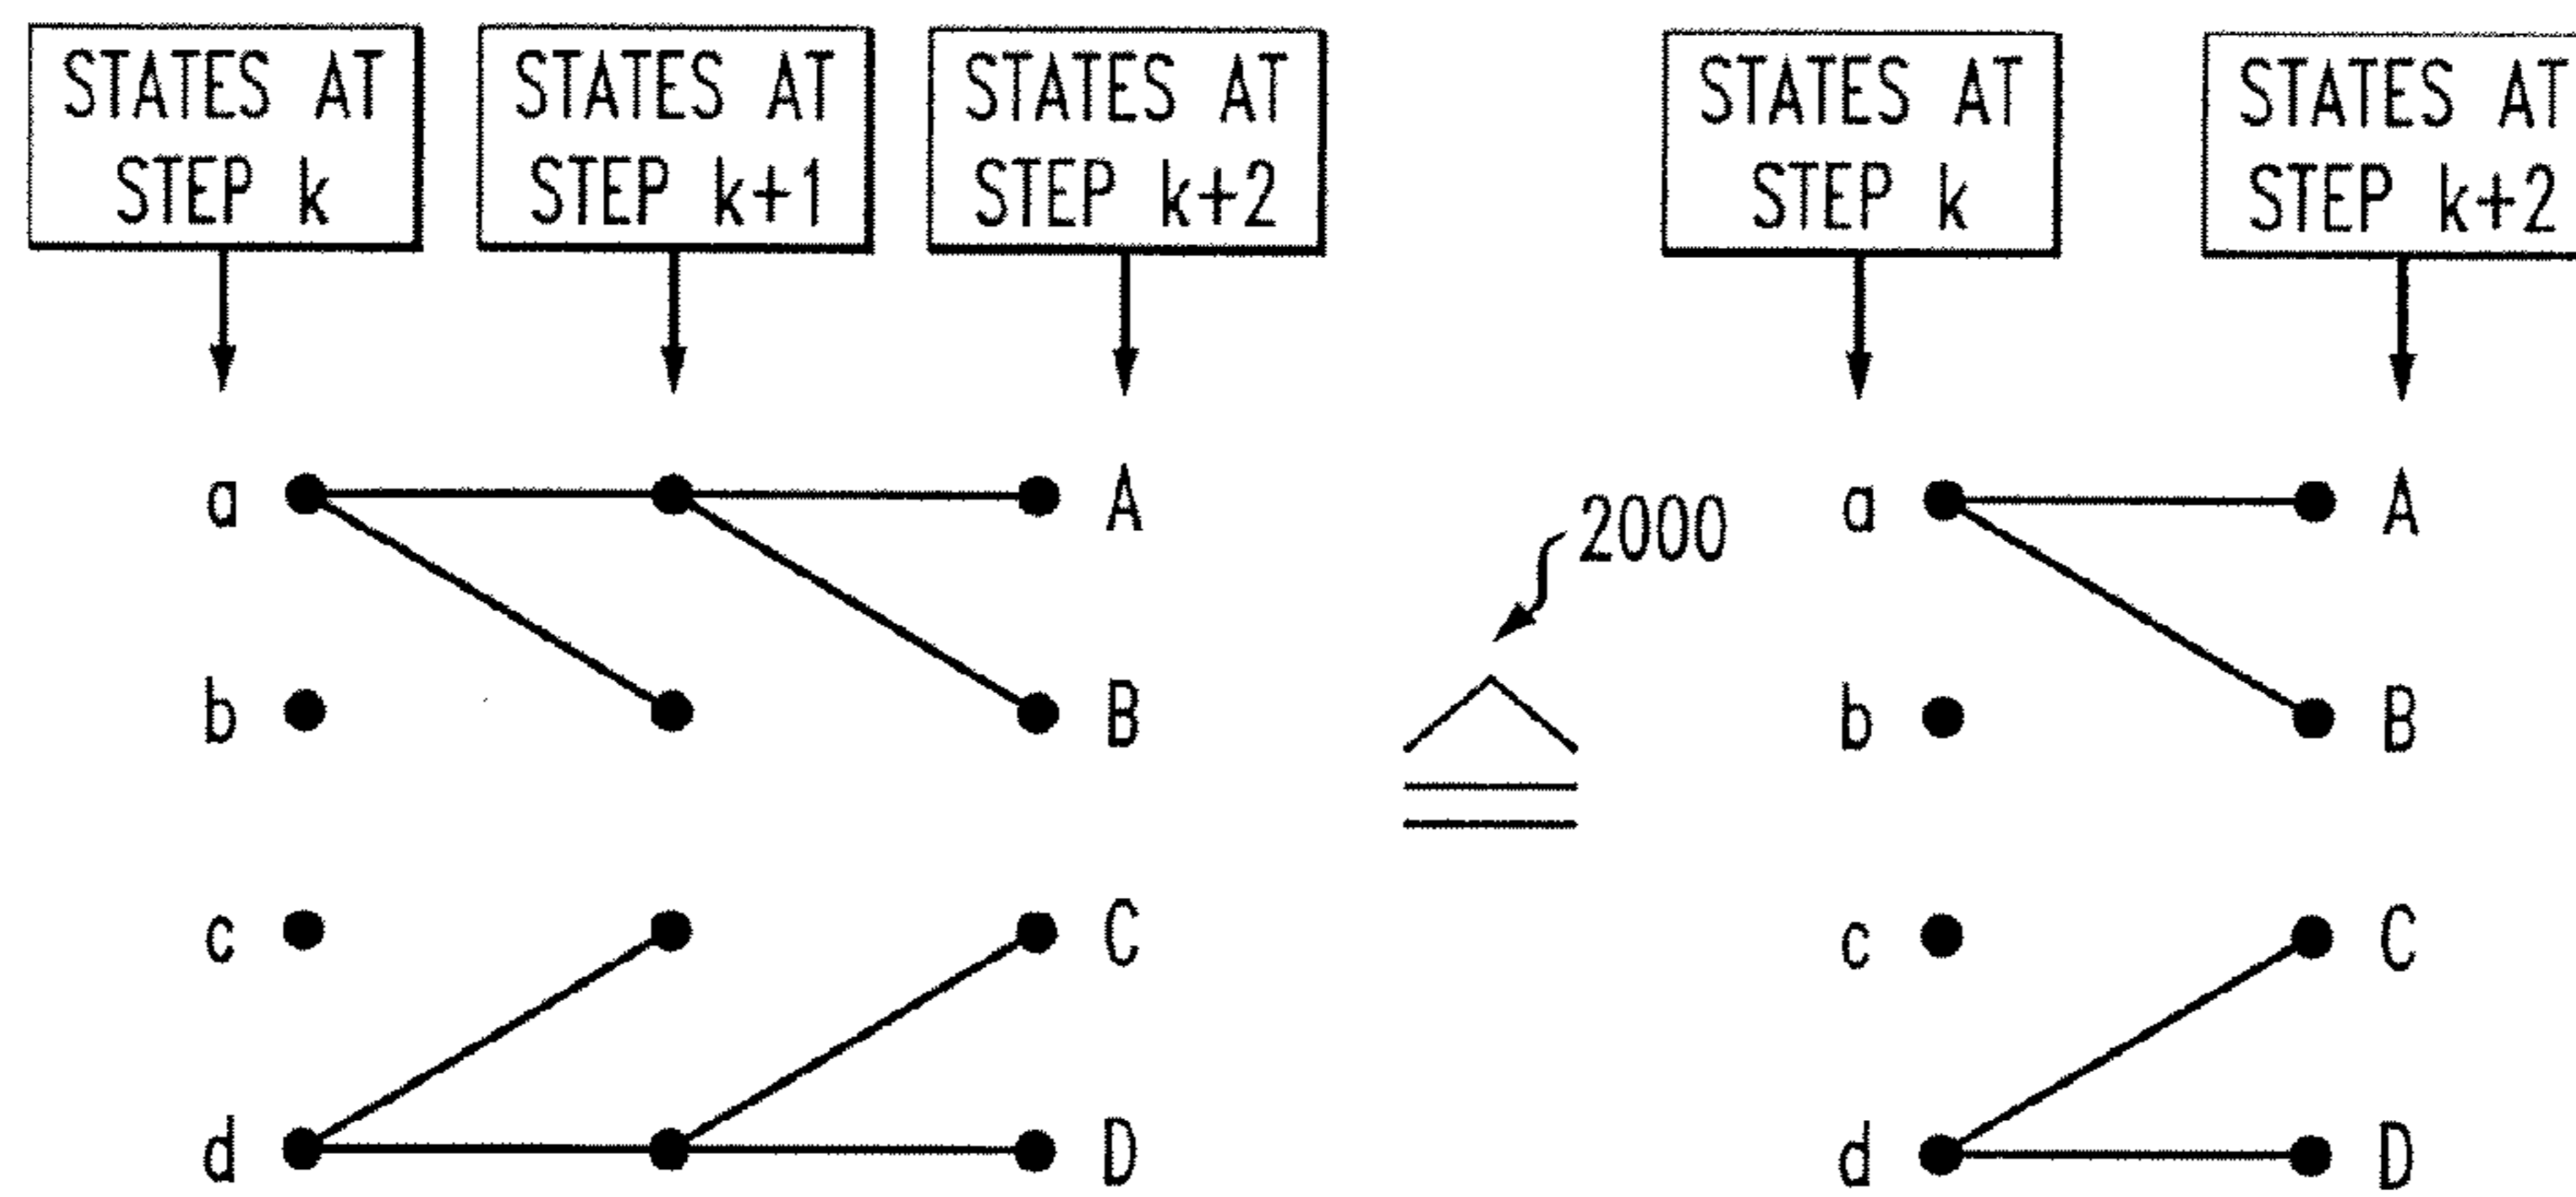 STATES AT
STEP k
STATES AT
STEP k+1
STATES AT
STEP k+2
STATES AT
STEP k
STATES AT
STEP k+2
a
A
2000
a
A
b
B
b
B
c
C
c
C
d
D
d
D